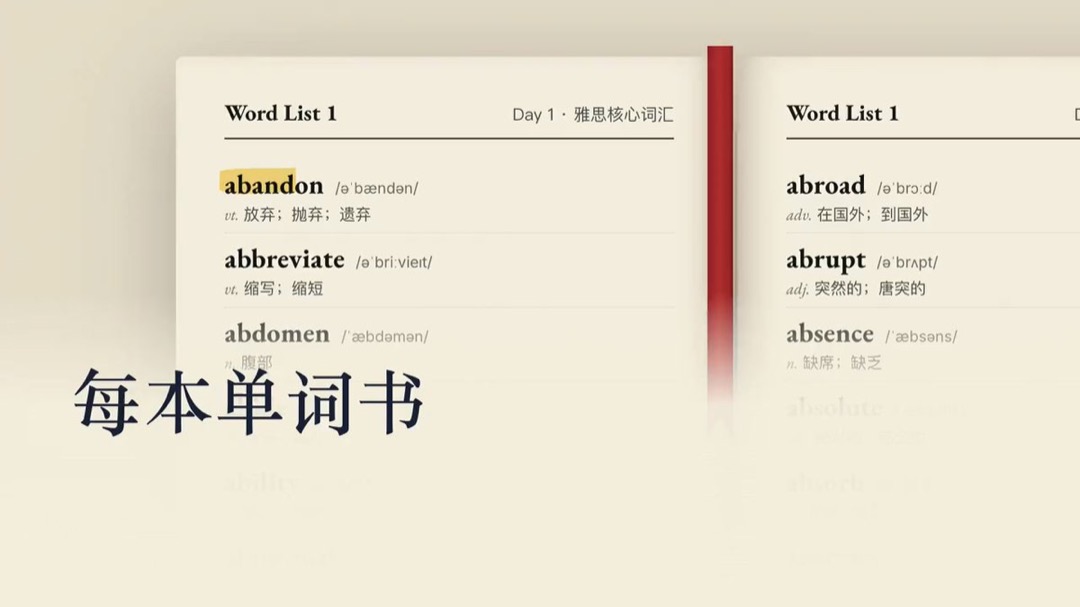 Word List 1
Day 1 · 雅思核心词汇
abandon /əˈbændən/
vt. 放弃；抛弃；遗弃
abbreviate /əˈbriːvieɪt/
vt. 缩写；缩短
abdomen /ˈæbdəmən/
n. 腹部
ability
Word List 1
abroad /əˈbrɔːd/
adv. 在国外；到国外
abrupt /əˈbrʌpt/
adj. 突然的；唐突的
absence /ˈæbsəns/
n. 缺席；缺乏
absolute
absorb
每本单词书